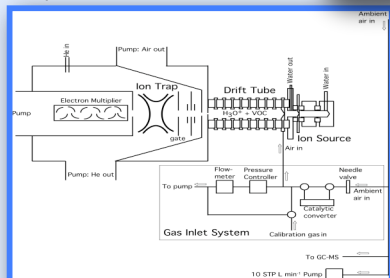 Ambient
air in
He in
Pump: Air out
Water out
Water in
Ion Trap
Drift Tube
Electron Multiplier
Pump
H₃O⁺ + VOC
gate
Ion Source
Air in
Pump: He out
Flow-
meter
Pressure
Controller
Needle
valve
To pump
Ambient
air in
Catalytic
converter
Gas Inlet System
Calibration gas in
To GC-MS
10 STP L min⁻¹ Pump